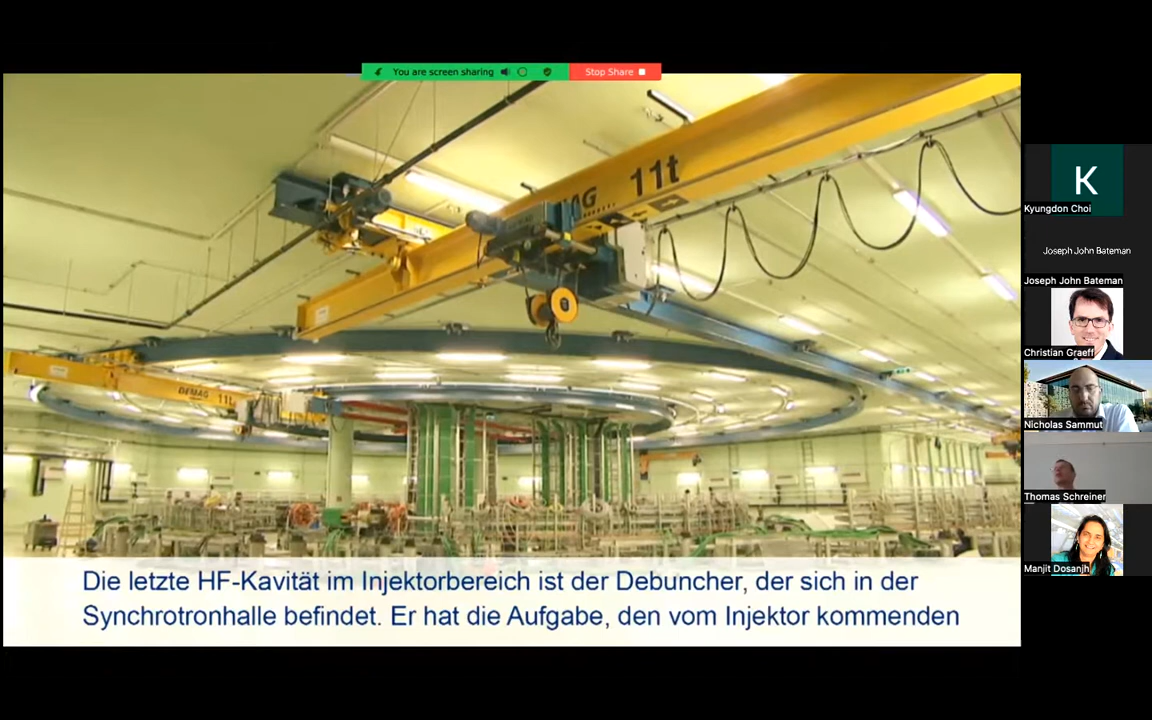 You are screen sharing
Stop Share
11t
AG
DEMAG 11t
Die letzte HF-Kavität im Injektorbereich ist der Debuncher, der sich in der
Synchrotronhalle befindet. Er hat die Aufgabe, den vom Injektor kommenden
K
Kyungdon Choi
Joseph John Bateman
Joseph John Bateman
Christian Graeff
Nicholas Sammut
Thomas Schreiner
Manjit Dosanjh